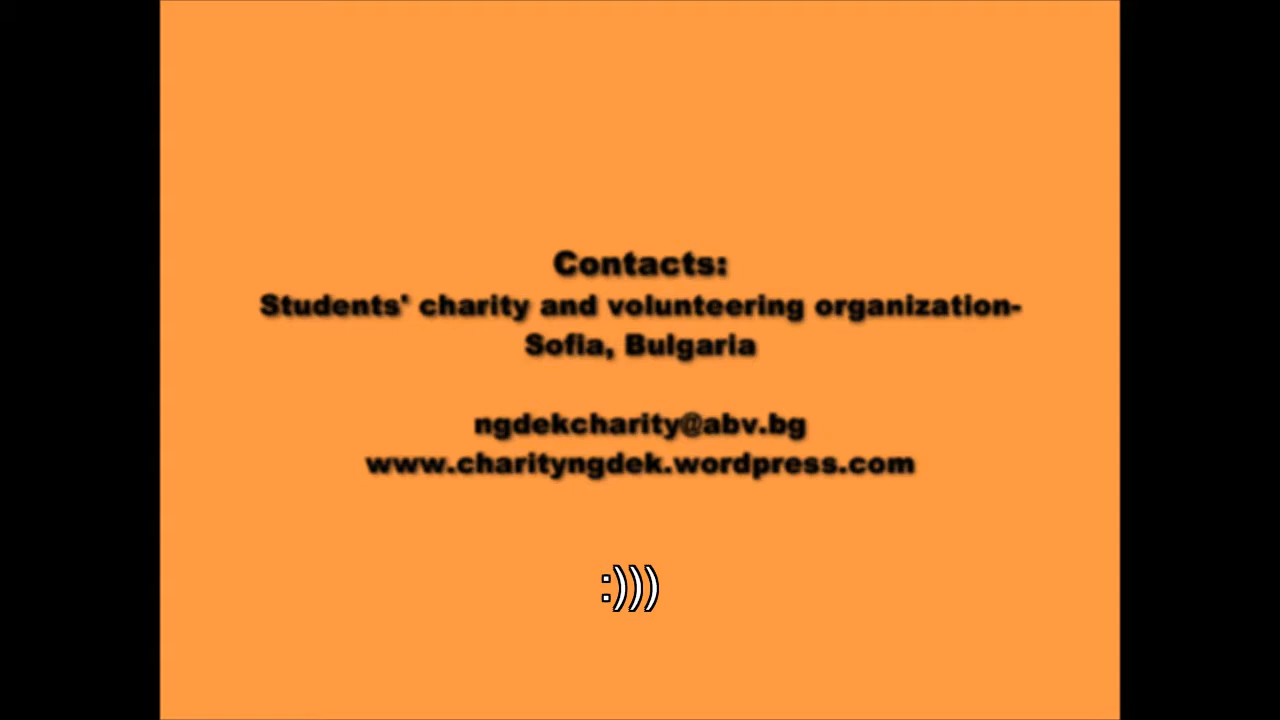 Contacts:
Students' charity and volunteering organization-
Sofia, Bulgaria
ngdekcharity@abv.bg
www.charityngdek.wordpress.com
:)))